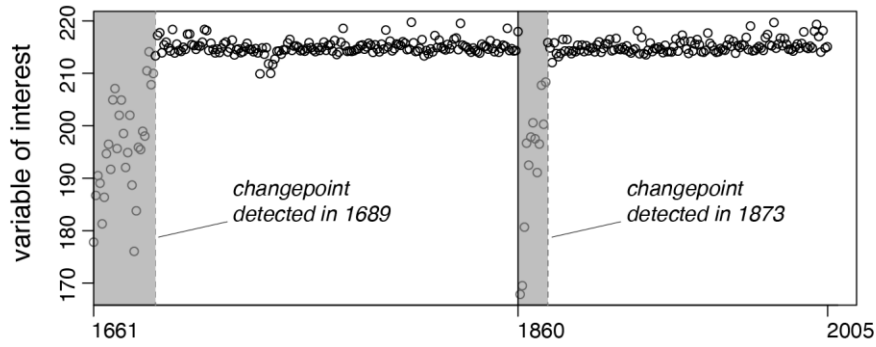 variable of interest
220
210
200
190
180
170
changepoint
detected in 1689
changepoint
detected in 1873
1661
1860
2005